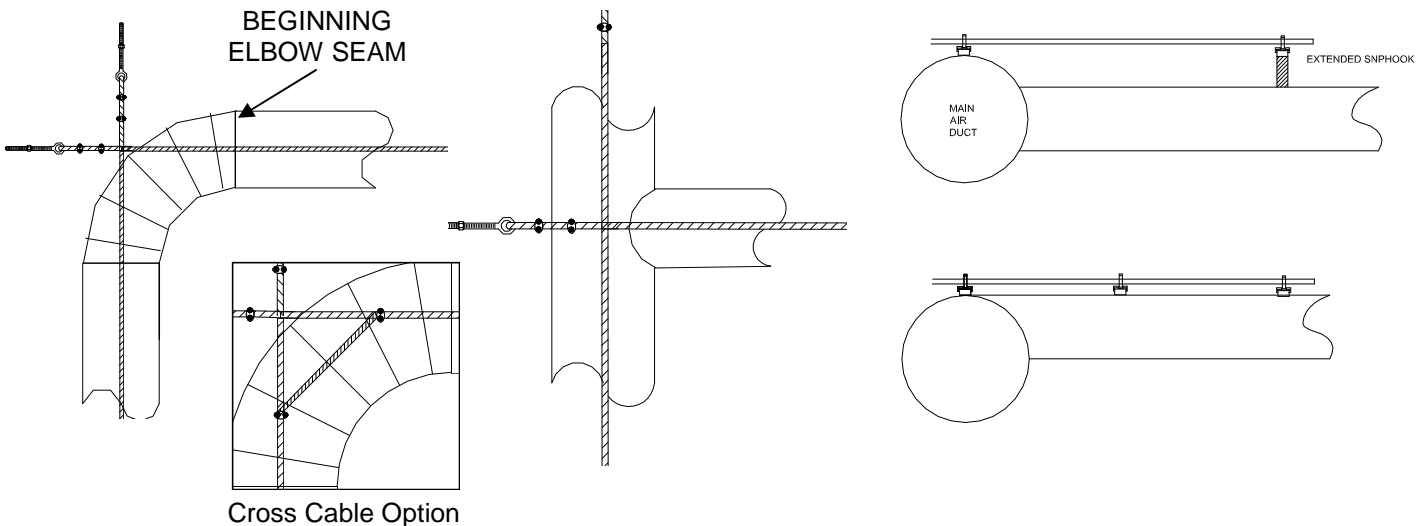 BEGINNING
ELBOW SEAM
Cross Cable Option
MAIN
AIR
DUCT
EXTENDED SNPHOOK